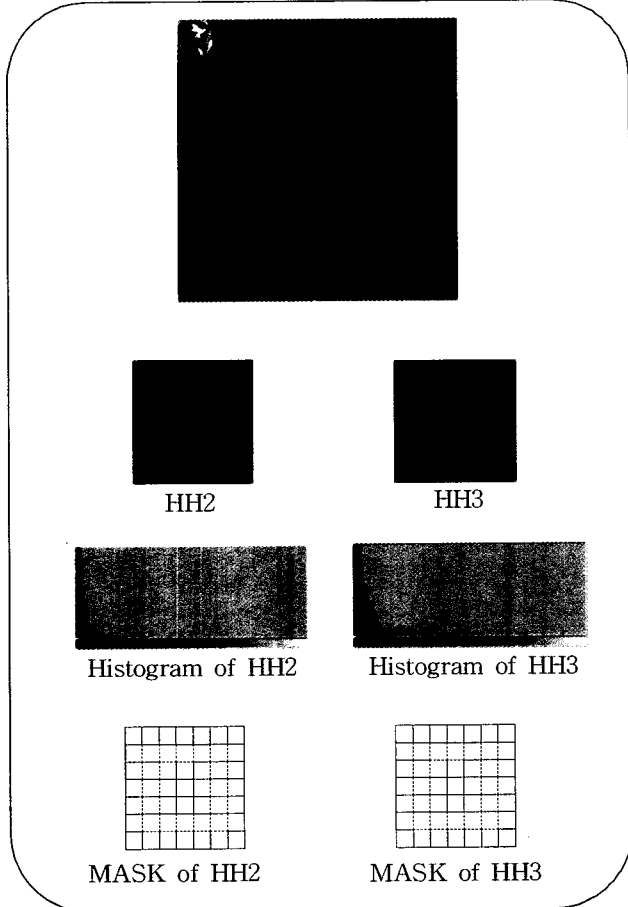 HH2
HH3
Histogram of HH2
Histogram of HH3
MASK of HH2
MASK of HH3